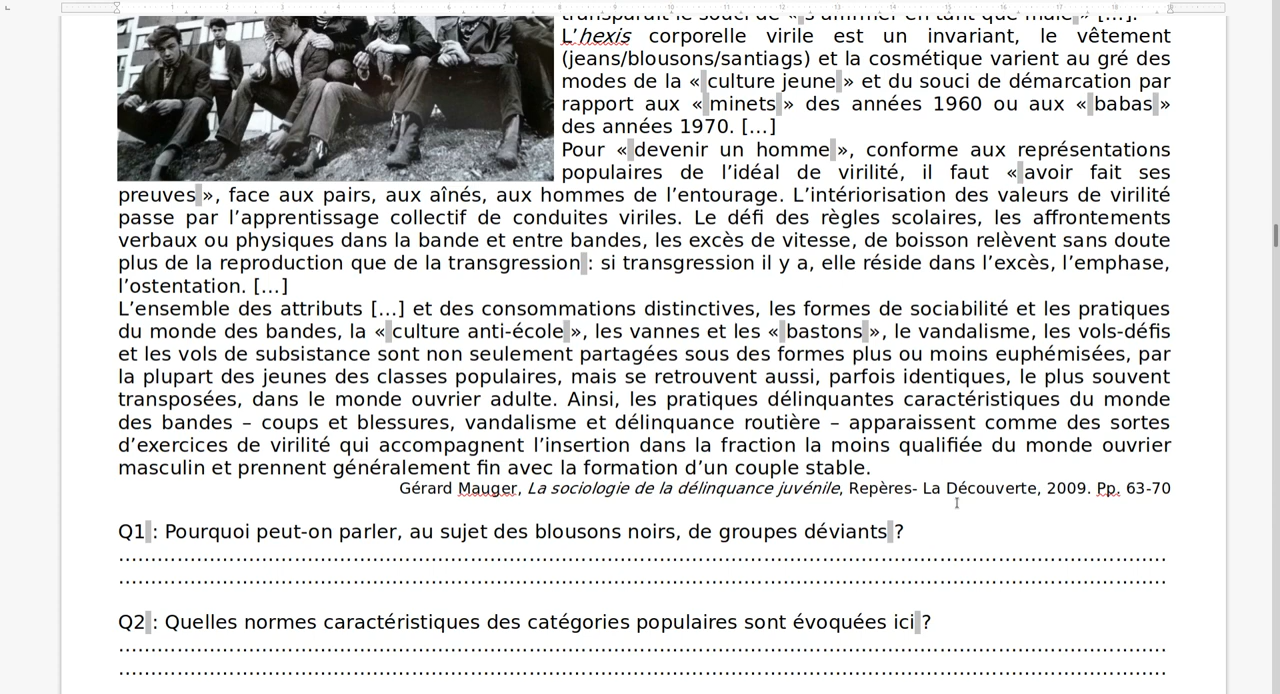 transparaît le souci de « s'affirmer en tant que mâle » […].
L’hexis corporelle virile est un invariant, le vêtement
(jeans/blousons/santiags) et la cosmétique varient au gré des
modes de la « culture jeune » et du souci de démarcation par
rapport aux « minets » des années 1960 ou aux « babas »
des années 1970. […]
Pour « devenir un homme », conforme aux représentations
populaires de l’idéal de virilité, il faut « avoir fait ses
preuves », face aux pairs, aux aînés, aux hommes de l’entourage. L’intériorisation des valeurs de virilité
passe par l’apprentissage collectif de conduites viriles. Le défi des règles scolaires, les affrontements
verbaux ou physiques dans la bande et entre bandes, les excès de vitesse, de boisson relèvent sans doute
plus de la reproduction que de la transgression : si transgression il y a, elle réside dans l’excès, l’emphase,
l’ostentation. […]
L’ensemble des attributs […] et des consommations distinctives, les formes de sociabilité et les pratiques
du monde des bandes, la « culture anti-école », les vannes et les « bastons », le vandalisme, les vols-défis
et les vols de subsistance sont non seulement partagées sous des formes plus ou moins euphémisées, par
la plupart des jeunes des classes populaires, mais se retrouvent aussi, parfois identiques, le plus souvent
transposées, dans le monde ouvrier adulte. Ainsi, les pratiques délinquantes caractéristiques du monde
des bandes – coups et blessures, vandalisme et délinquance routière – apparaissent comme des sortes
d’exercices de virilité qui accompagnent l’insertion dans la fraction la moins qualifiée du monde ouvrier
masculin et prennent généralement fin avec la formation d’un couple stable.
Gérard Mauger, La sociologie de la délinquance juvénile, Repères- La Découverte, 2009. Pp. 63-70
Q1 : Pourquoi peut-on parler, au sujet des blousons noirs, de groupes déviants ?
Q2 : Quelles normes caractéristiques des catégories populaires sont évoquées ici ?